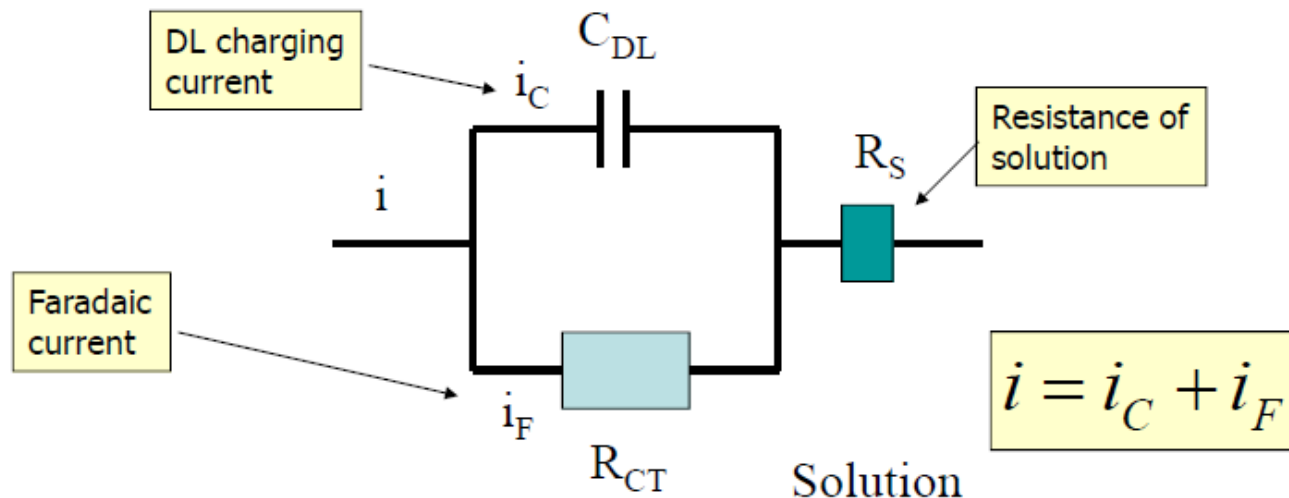 DL charging
current
C_DL
i_C
Resistance of
solution
R_S
i
Faradaic
current
i_F
R_CT
i = i_C + i_F
Solution